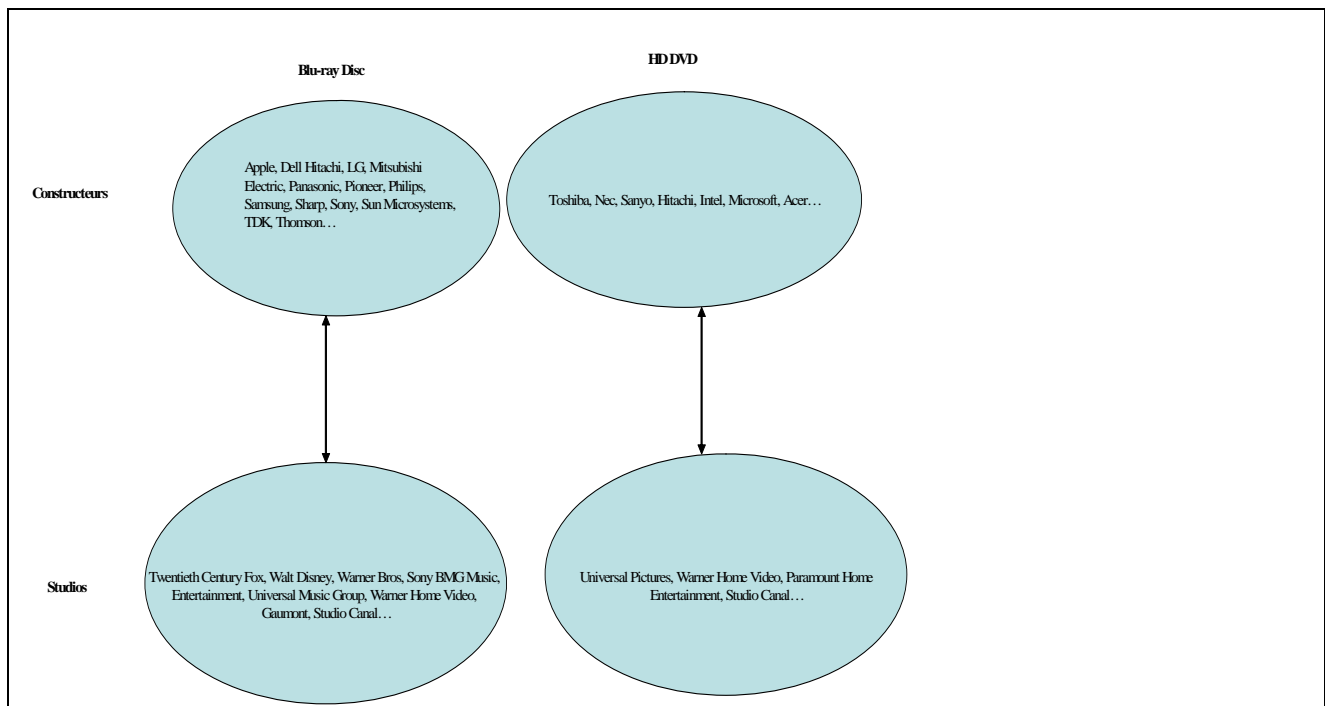 Blu-ray Disc
HD DVD
Constructeurs
Apple, Dell Hitachi, LG, Mitsubishi
Electric, Panasonic, Pioneer, Philips,
Samsung, Sharp, Sony, Sun Microsystems,
TDK, Thomson…
Toshiba, Nec, Sanyo, Hitachi, Intel, Microsoft, Acer…
Studios
Twentieth Century Fox, Walt Disney, Warner Bros, Sony BMG Music,
Entertainment, Universal Music Group, Warner Home Video,
Gaumont, Studio Canal…
Universal Pictures, Warner Home Video, Paramount Home
Entertainment, Studio Canal…